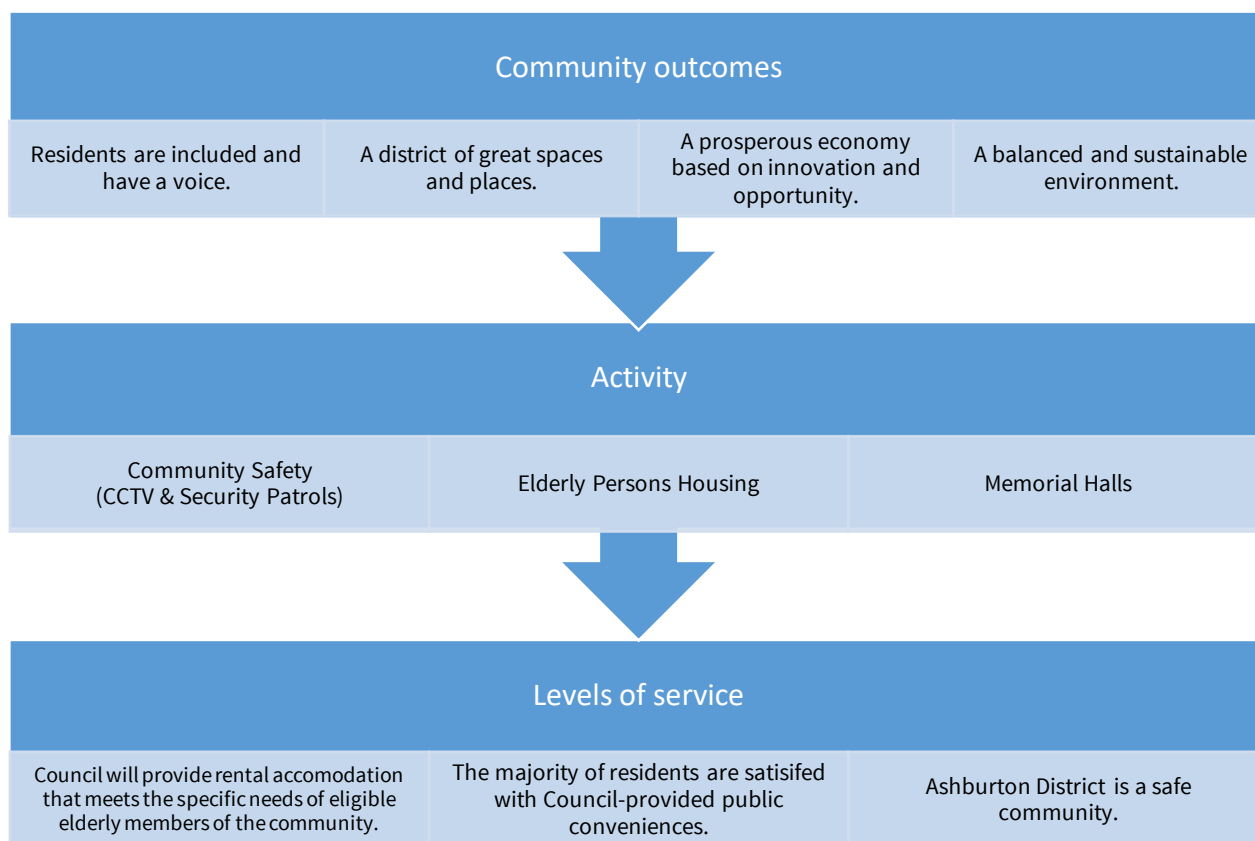 Community outcomes
Residents are included and
have a voice.
A district of great spaces
and places.
A prosperous economy
based on innovation and
opportunity.
A balanced and sustainable
environment.
Activity
Community Safety
(CCTV & Security Patrols)
Elderly Persons Housing
Memorial Halls
Levels of service
Council will provide rental accomodation
that meets the specific needs of eligible
elderly members of the community.
The majority of residents are satisifed
with Council-provided public
conveniences.
Ashburton District is a safe
community.